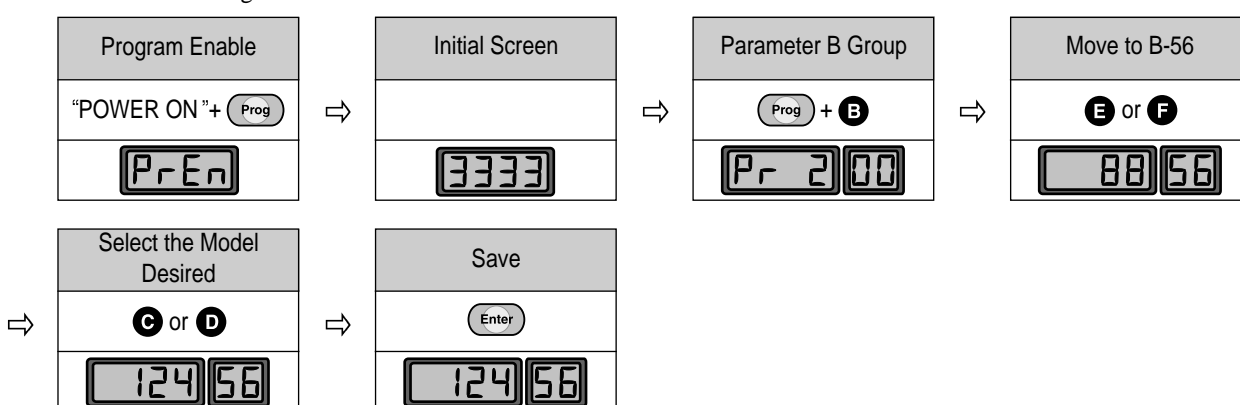 Program Enable
"POWER ON"+ Prog
PrEn
Initial Screen
3333
Parameter B Group
Prog + B
Pr 2 00
Move to B-56
E or F
88 56
Select the Model
Desired
C or D
124 56
Save
Enter
124 56